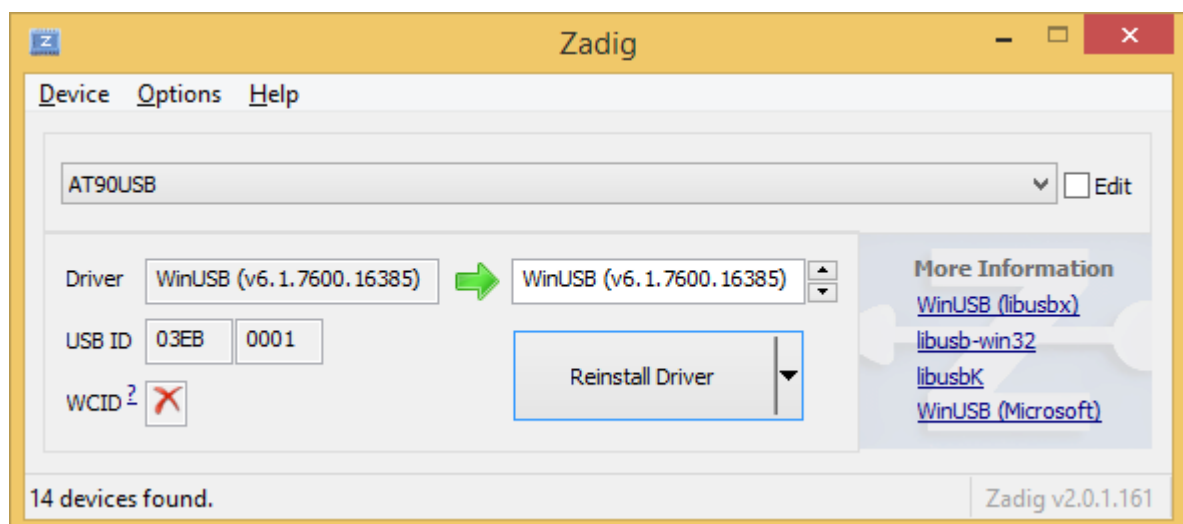 Zadig
Device Options Help
AT90USB Edit
Driver WinUSB (v6.1.7600.16385) WinUSB (v6.1.7600.16385)
USB ID 03EB 0001
WCID ?
Reinstall Driver
More Information
WinUSB (libusbx)
libusb-win32
libusbK
WinUSB (Microsoft)
14 devices found. Zadig v2.0.1.161